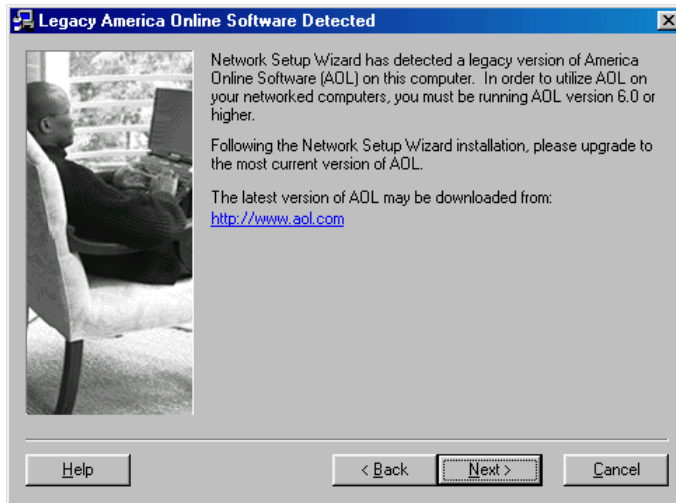 Legacy America Online Software Detected
Network Setup Wizard has detected a legacy version of America
Online Software (AOL) on this computer. In order to utilize AOL on
your networked computers, you must be running AOL version 6.0 or
higher.
Following the Network Setup Wizard installation, please upgrade to
the most current version of AOL.
The latest version of AOL may be downloaded from:
http://www.aol.com
Help
< Back
Next >
Cancel